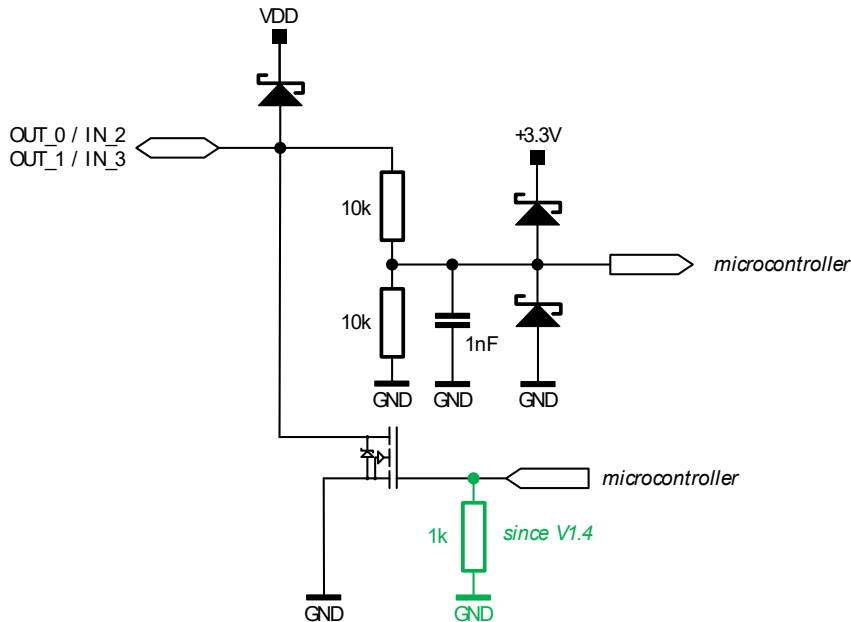 VDD
OUT_0 / IN_2
OUT_1 / IN_3
+3.3V
10k
microcontroller
10k
1nF
GND
GND
GND
microcontroller
1k
since V1.4
GND
GND